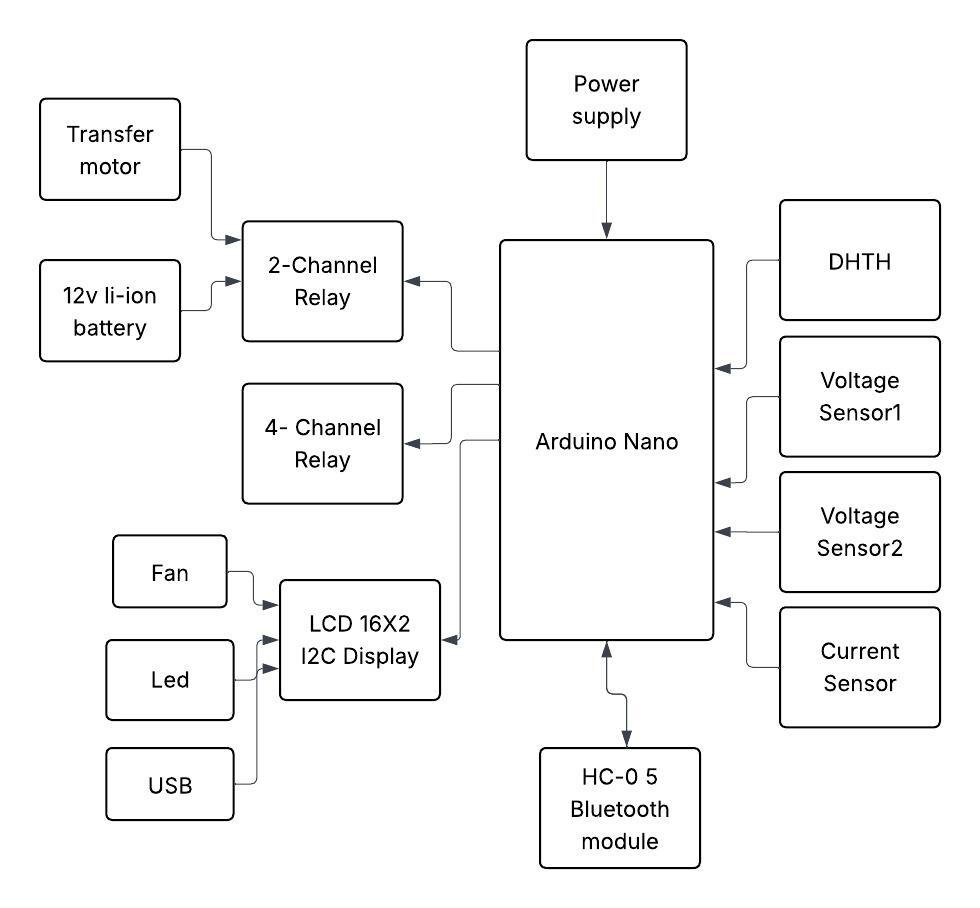 Power
supply
Transfer
motor
DHTH
2-Channel
Relay
12v li-ion
battery
Voltage
Sensor1
4- Channel
Relay
Arduino Nano
Voltage
Sensor2
Fan
LCD 16X2
I2C Display
Led
Current
Sensor
USB
HC-0 5
Bluetooth
module